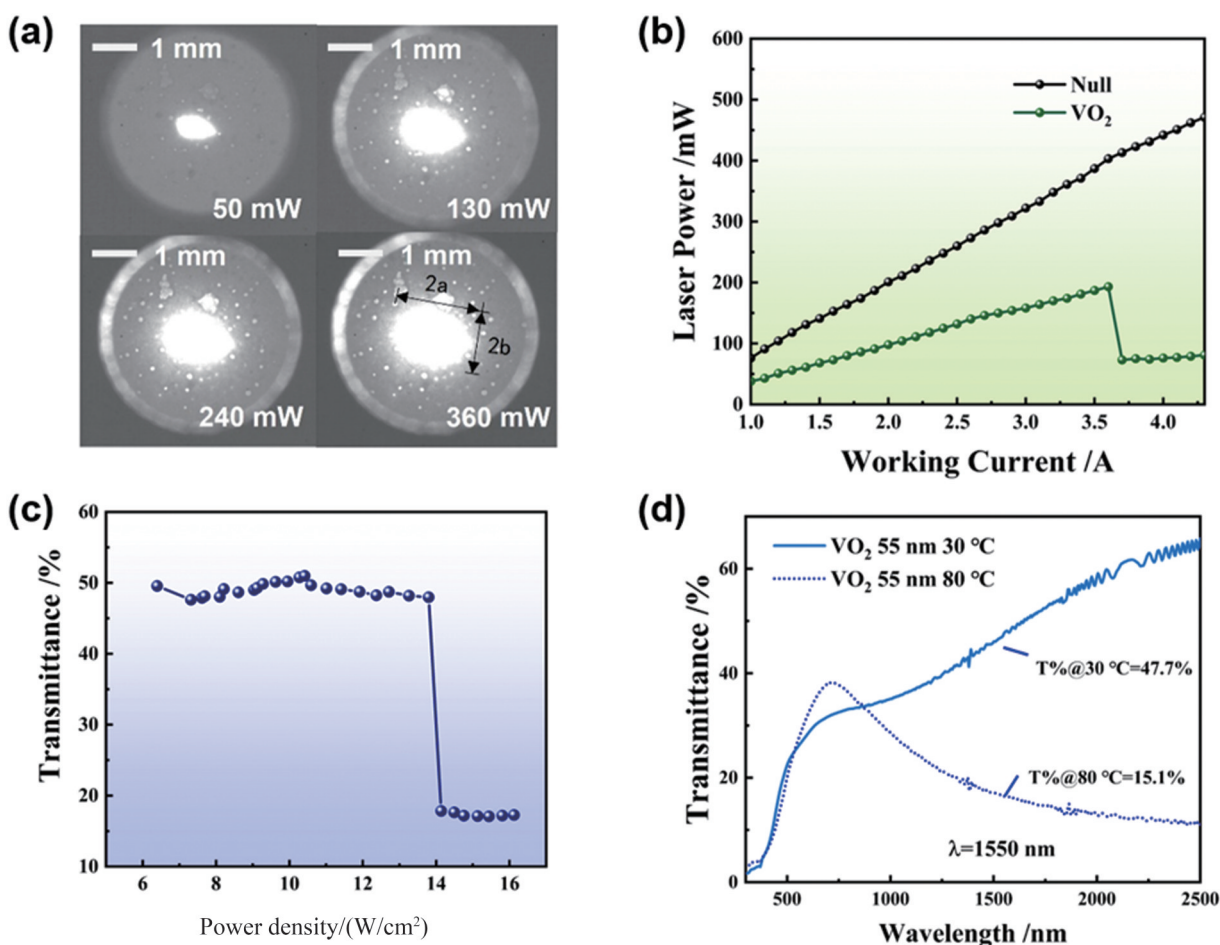 (a)
1 mm
1 mm
50 mW
130 mW
1 mm
1 mm
2a
2b
240 mW
360 mW
(b)
600
500
400
300
200
100
0
Laser Power /mW
Null
VO₂
1.0
1.5
2.0
2.5
3.0
3.5
4.0
Working Current /A
(c)
60
50
40
30
20
10
Transmittance /%
6
8
10
12
14
16
Power density/(W/cm²)
(d)
60
40
20
0
Transmittance /%
VO₂ 55 nm 30 °C
VO₂ 55 nm 80 °C
T%@30 °C=47.7%
T%@80 °C=15.1%
λ=1550 nm
500
1000
1500
2000
2500
Wavelength /nm